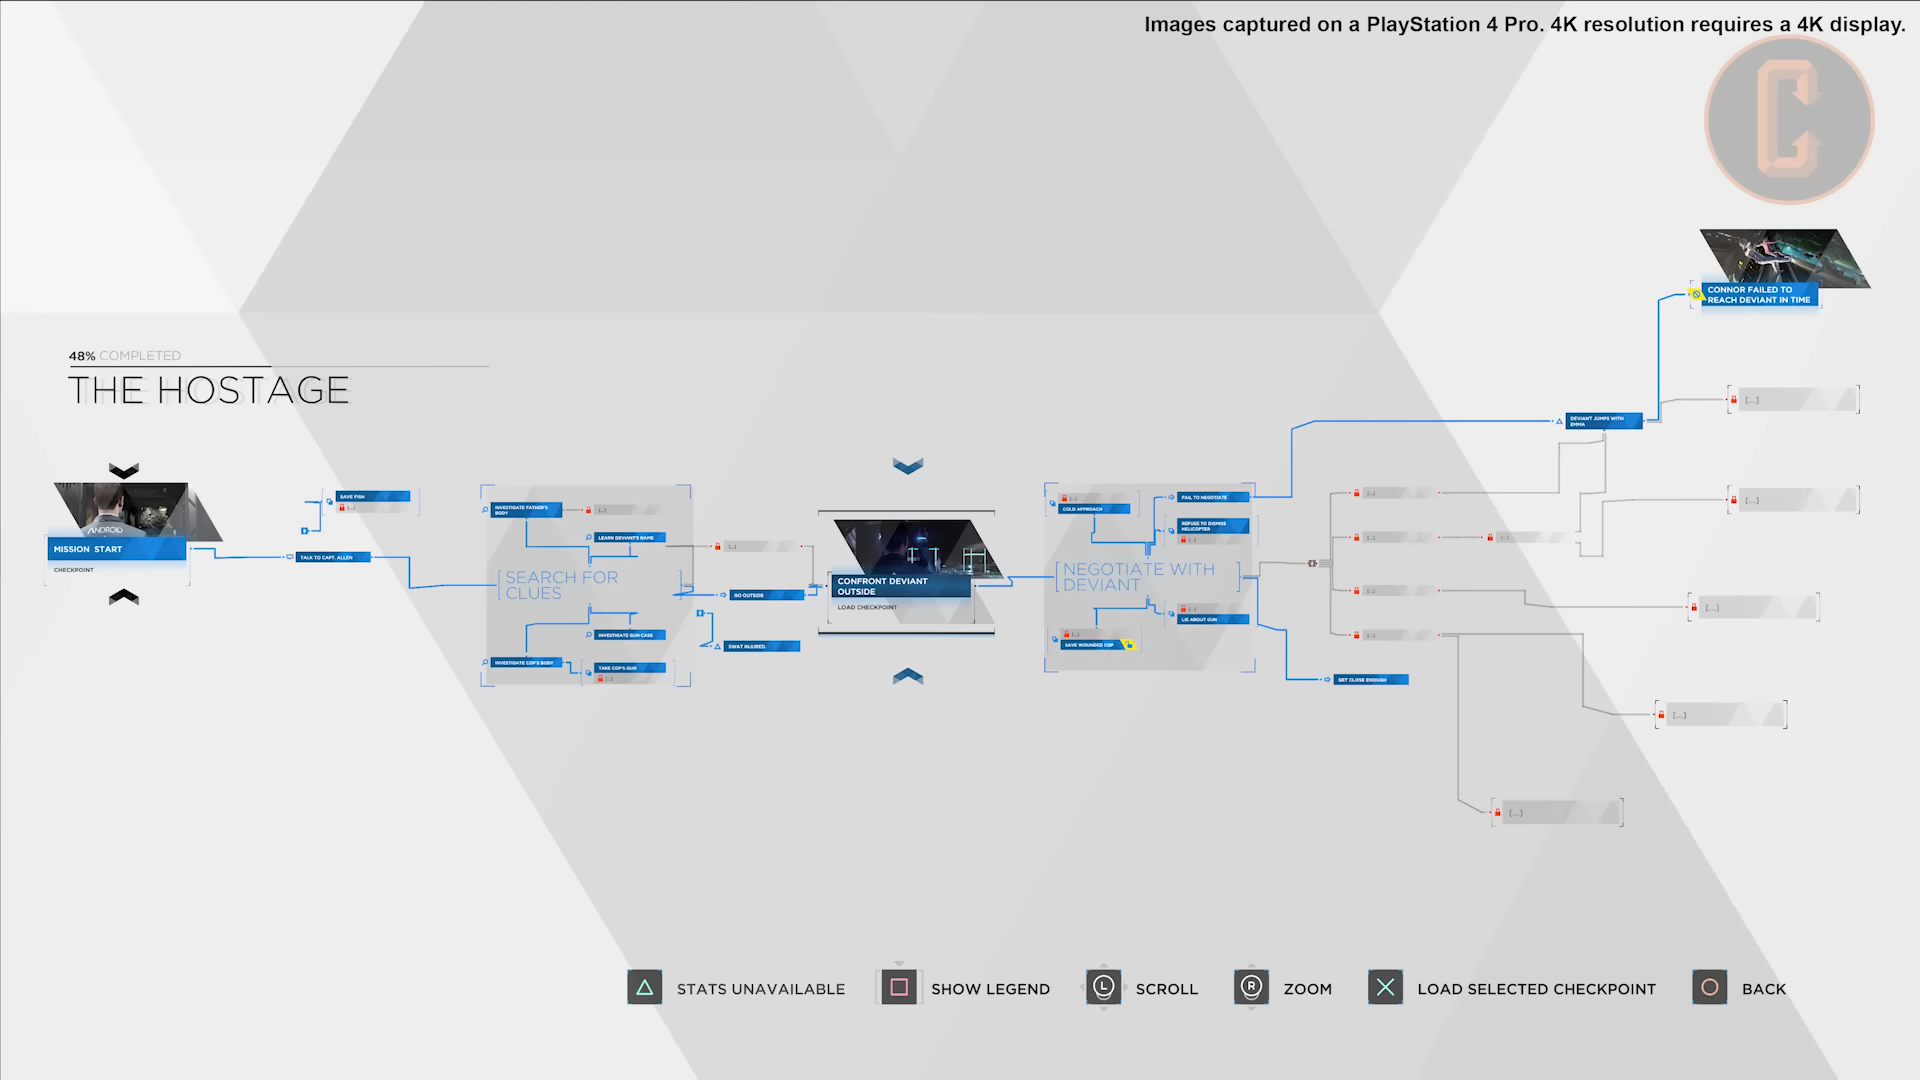 Images captured on a PlayStation 4 Pro. 4K resolution requires a 4K display.
CONNOR FAILED TO
REACH DEVIANT IN TIME
48% COMPLETED
THE HOSTAGE
[...]
DEVIANT JUMPS WITH
EMMA
ANDROID
MISSION START
CHECKPOINT
SAVE FISH
[...]
TALK TO CAPT. ALLEN
INVESTIGATE FATHER'S
BODY
[...]
LEARN DEVIANT'S NAME
SEARCH FOR
CLUES
INVESTIGATE GUN CASE
INVESTIGATE COP'S BODY
TAKE COP'S GUN
[...]
[...]
GO OUTSIDE
SWAT INJURED
CONFRONT DEVIANT
OUTSIDE
LOAD CHECKPOINT
[...]
COLD APPROACH
FAIL TO NEGOTIATE
REFUSE TO DISMISS
HELICOPTER
[...]
NEGOTIATE WITH
DEVIANT
[...]
LIE ABOUT GUN
[...]
SAVE WOUNDED COP
GET CLOSE ENOUGH
[...]
[...]
[...]
[...]
[...]
[...]
[...]
[...]
[...]
STATS UNAVAILABLE
SHOW LEGEND
L SCROLL
R ZOOM
LOAD SELECTED CHECKPOINT
BACK